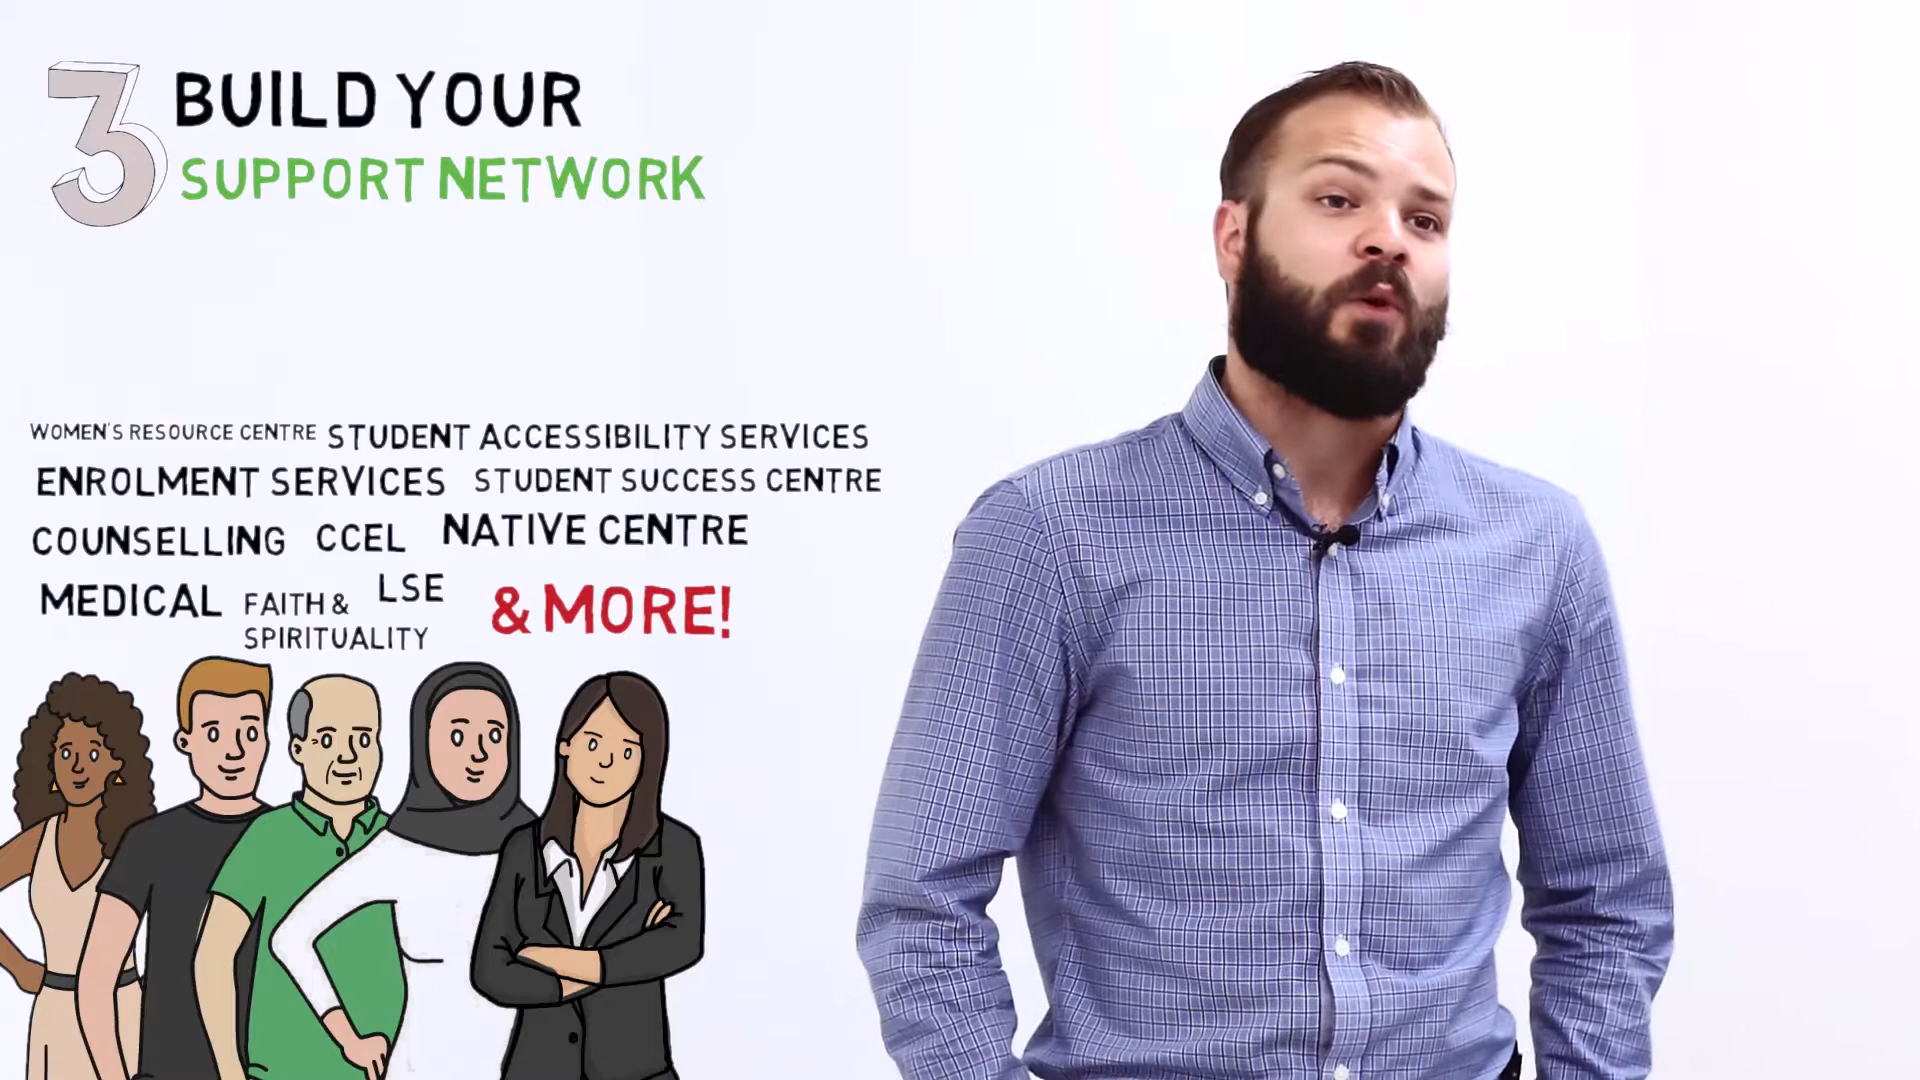 3 BUILD YOUR
SUPPORT NETWORK
WOMEN'S RESOURCE CENTRE STUDENT ACCESSIBILITY SERVICES
ENROLMENT SERVICES STUDENT SUCCESS CENTRE
COUNSELLING CCEL NATIVE CENTRE
MEDICAL FAITH & LSE & MORE!
SPIRITUALITY